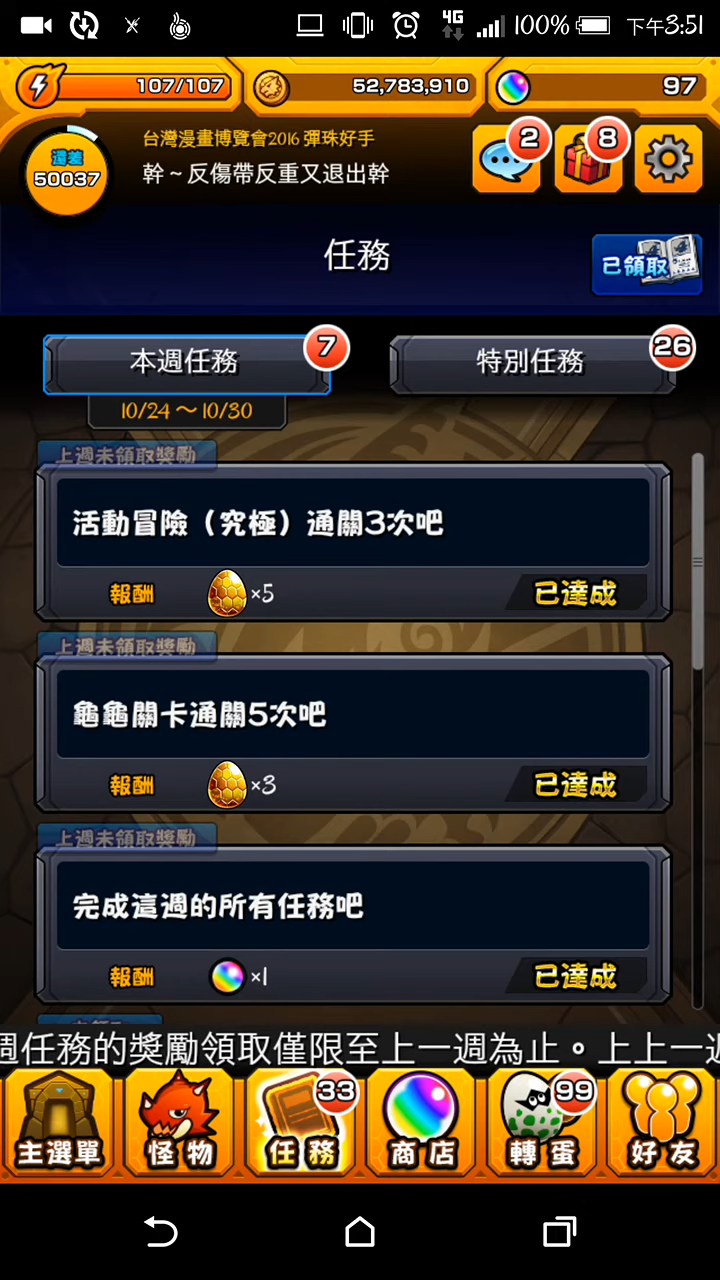 4G 100% 下午3:51
107/107 52,783,910 97
還差
50037
台灣漫畫博覽會2016 彈珠好手
幹~反傷帶反重又退出幹
2 8
任務
已領取
本週任務 7
特別任務 26
10/24 ～ 10/30
上週未領取獎勵
活動冒險（究極）通關3次吧
報酬 ×5 已達成
上週未領取獎勵
龜龜關卡通關5次吧
報酬 ×3 已達成
上週未領取獎勵
完成這週的所有任務吧
報酬 ×1 已達成
週任務的獎勵領取僅限至上一週為止。上上一週
33 99
主選單 怪物 任務 商店 轉蛋 好友